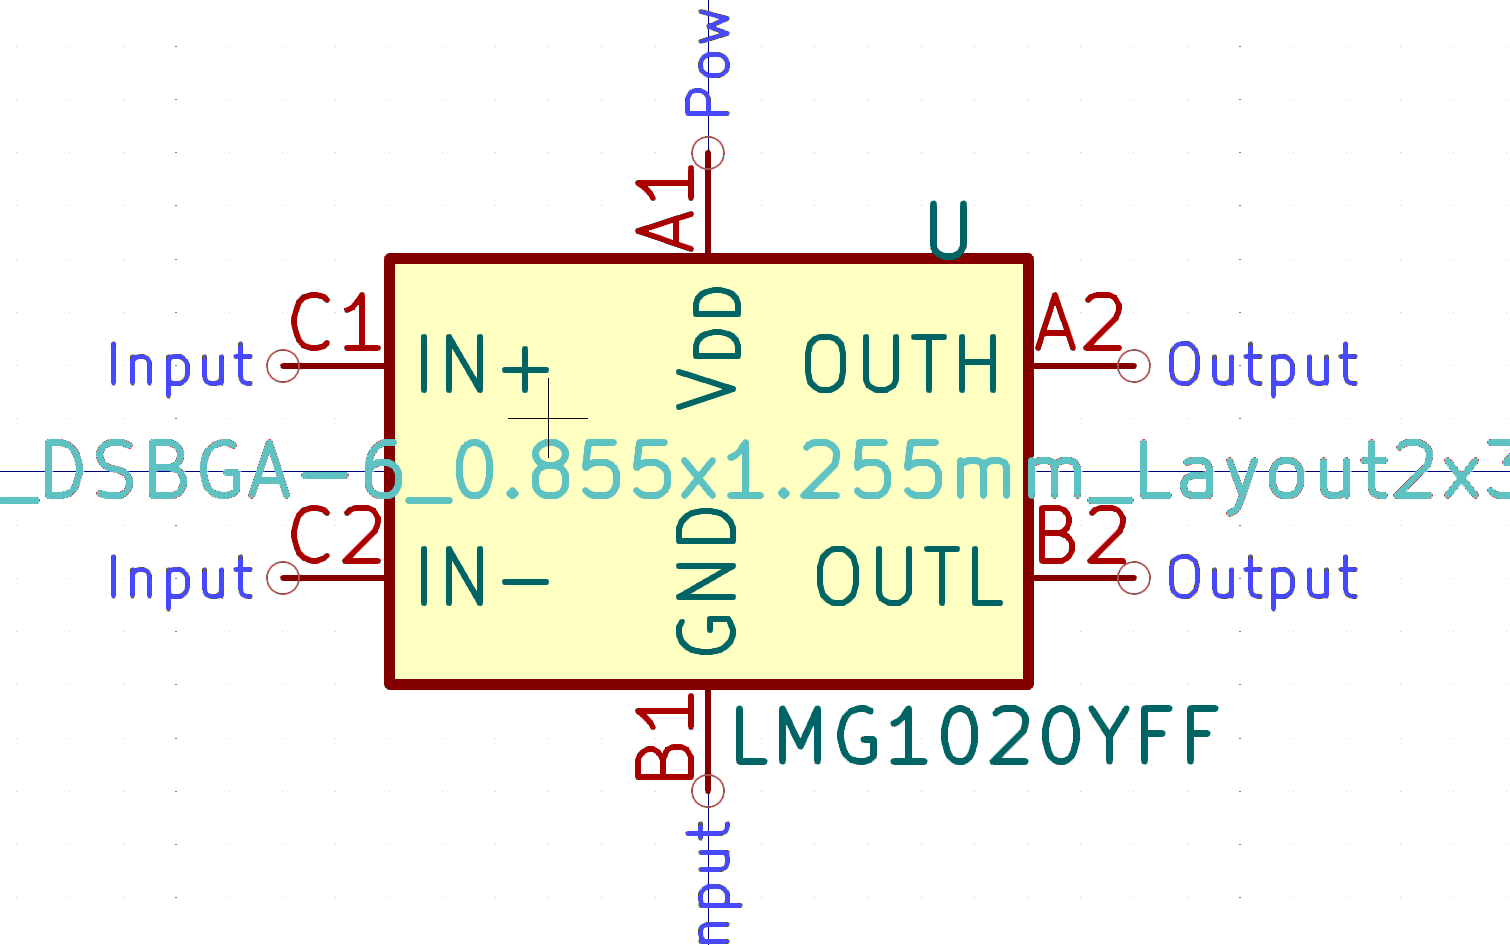 Pow
A1
U
C1
A2
Input
IN+
VDD
OUTH
Output
_DSBGA-6_0.855x1.255mm_Layout2x3
C2
B2
Input
IN-
GND
OUTL
Output
B1
LMG1020YFF
nput